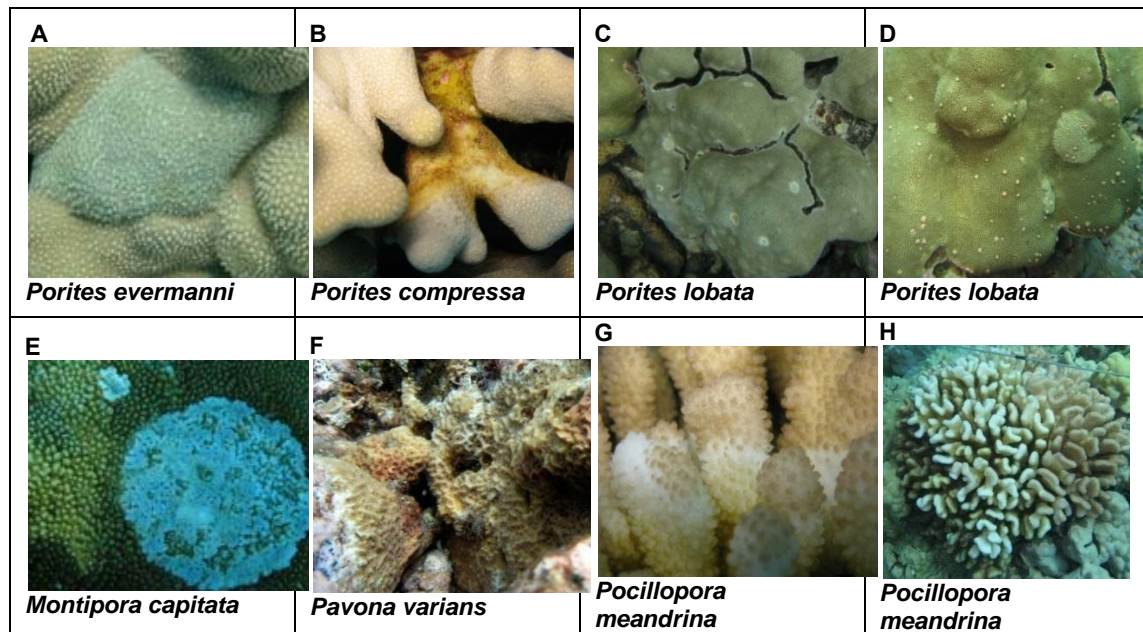 A
B
C
D
Porites evermanni
Porites compressa
Porites lobata
Porites lobata
E
F
G
H
Montipora capitata
Pavona varians
Pocillopora
meandrina
Pocillopora
meandrina